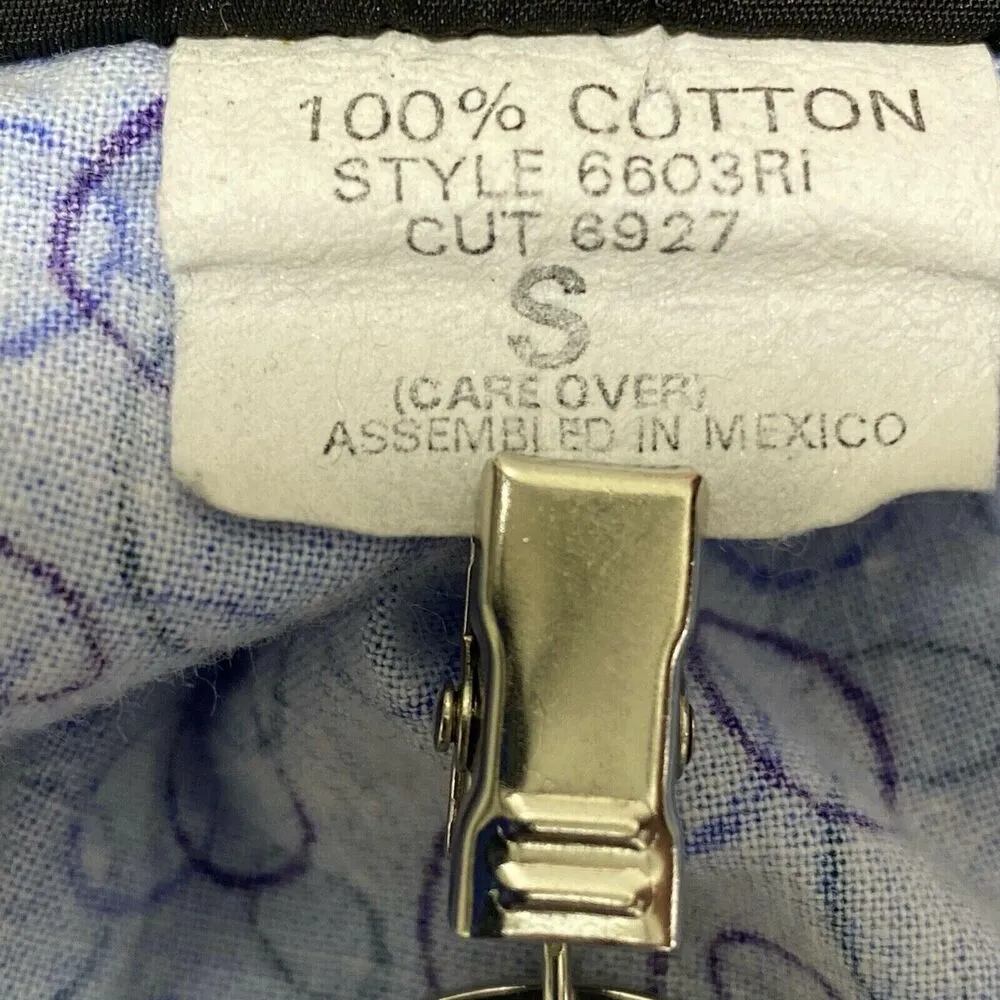 100% COTTON
STYLE 6603Ri
CUT 6927
S
(CARE OVER)
ASSEMBLED IN MEXICO